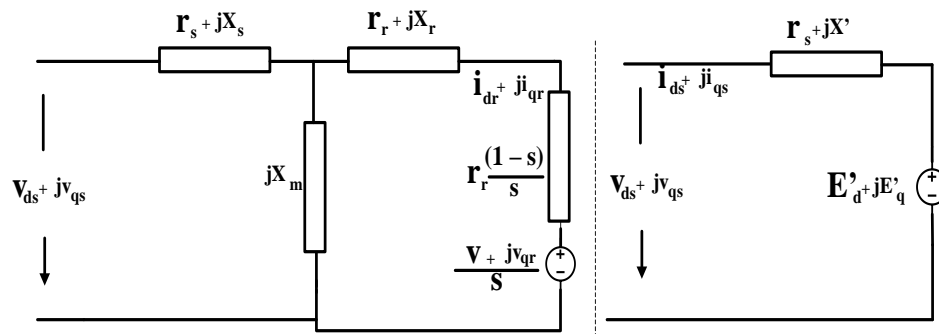 r_s + jX_s
r_r + jX_r
i_dr + ji_qr
jX_m
r_r (1 – s)/s
v_ds + jv_qs
v + jv_qr
s
r_s + jX'
i_ds + ji_qs
v_ds + jv_qs
E'_d + jE'_q